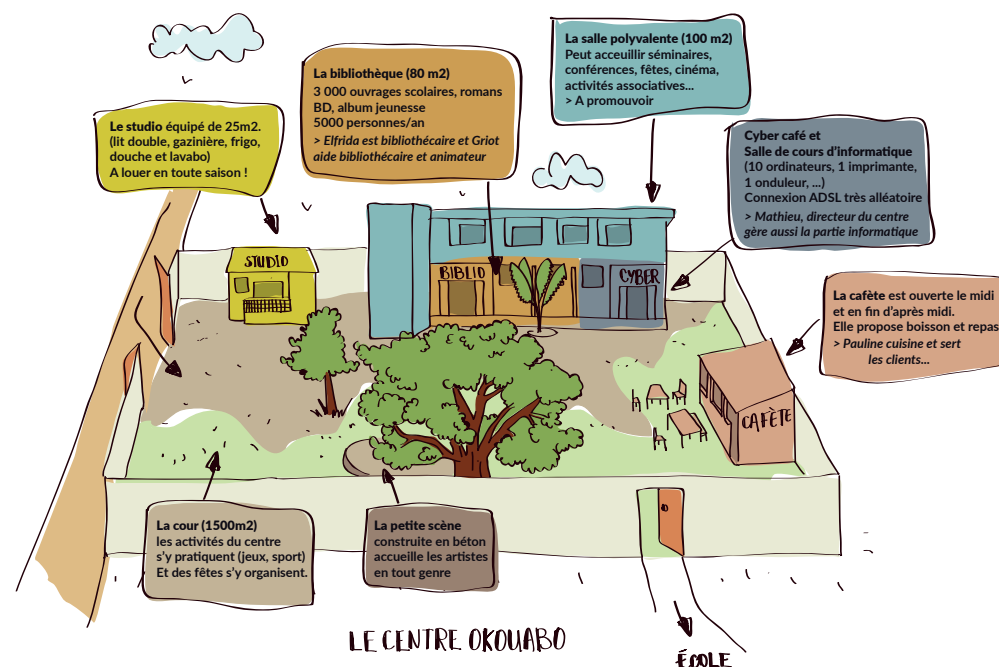 La salle polyvalente (100 m2)
Peut acceuillir séminaires,
conférences, fêtes, cinéma,
activités associatives...
> A promouvoir
La bibliothèque (80 m2)
3 000 ouvrages scolaires, romans
BD, album jeunesse
5000 personnes/an
> Elfrida est bibliothécaire et Griot
aide bibliothécaire et animateur
Le studio équipé de 25m2.
(lit double, gazinière, frigo,
douche et lavabo)
A louer en toute saison !
Cyber café et
Salle de cours d'informatique
(10 ordinateurs, 1 imprimante,
1 onduleur, ...)
Connexion ADSL très alléatoire
> Mathieu, directeur du centre
gère aussi la partie informatique
STUDIO
BIBLIO
CYBER
La cafète est ouverte le midi
et en fin d'après midi.
Elle propose boisson et repas
> Pauline cuisine et sert
les clients...
CAFÈTE
La cour (1500m2)
les activités du centre
s'y pratiquent (jeux, sport)
Et des fêtes s'y organisent.
La petite scène
construite en béton
accueille les artistes
en tout genre
LE CENTRE OKOUABO
ÉCOLE